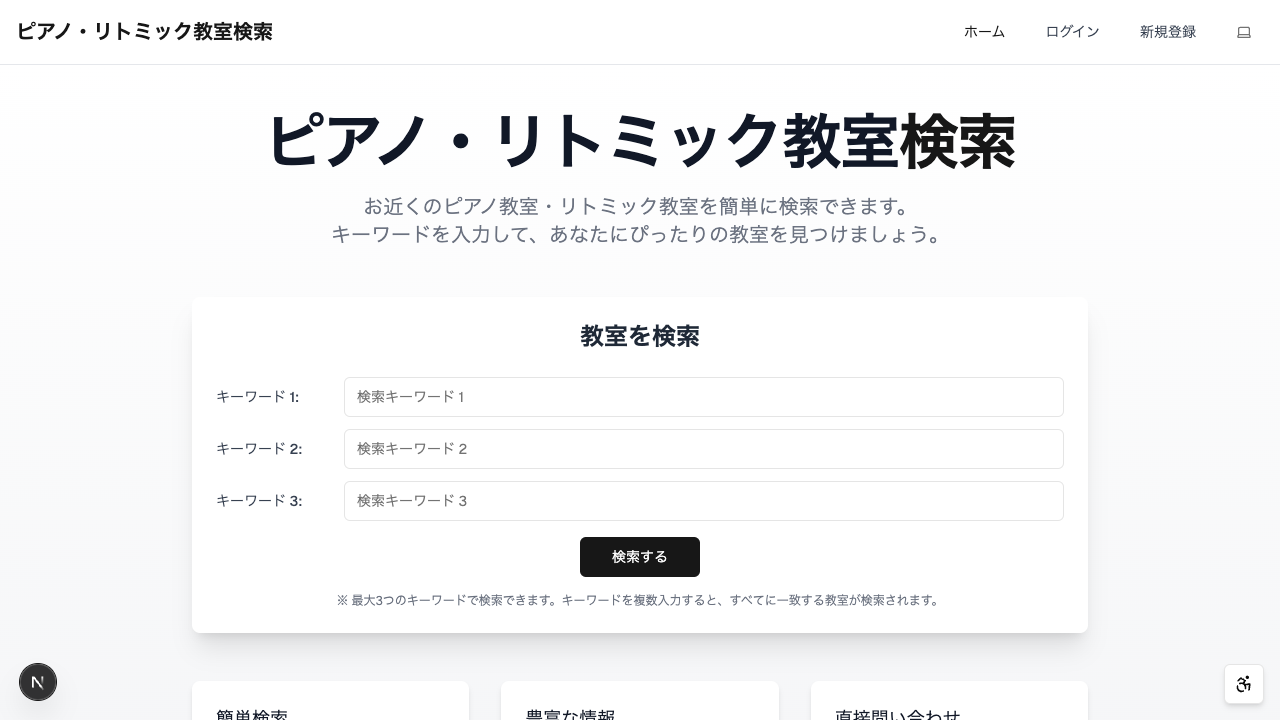 ピアノ・リトミック教室検索
ホーム
ログイン
新規登録
ピアノ・リトミック教室検索
お近くのピアノ教室・リトミック教室を簡単に検索できます。
キーワードを入力して、あなたにぴったりの教室を見つけましょう。
教室を検索
キーワード 1:
検索キーワード 1
キーワード 2:
検索キーワード 2
キーワード 3:
検索キーワード 3
検索する
※ 最大3つのキーワードで検索できます。キーワードを複数入力すると、すべてに一致する教室が検索されます。
N
簡単検索
豊富な情報
直接問い合わせ